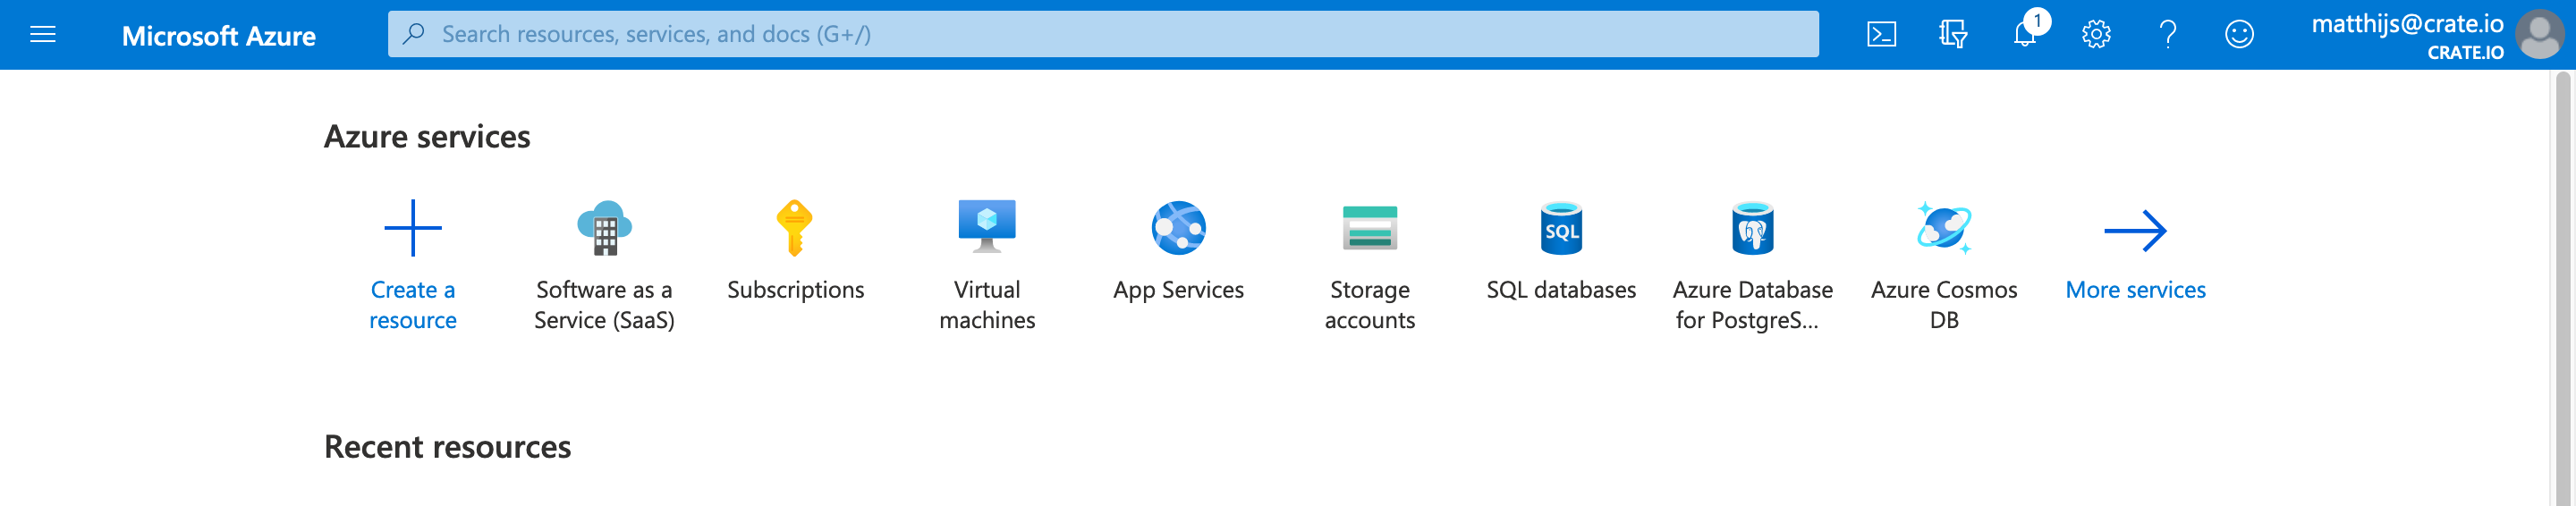 Microsoft Azure
Search resources, services, and docs (G+/)
1
matthijs@crate.io
CRATE.IO
Azure services
Create a
resource
Software as a
Service (SaaS)
Subscriptions
Virtual
machines
App Services
Storage
accounts
SQL
SQL databases
Azure Database
for PostgreS...
Azure Cosmos
DB
More services
Recent resources